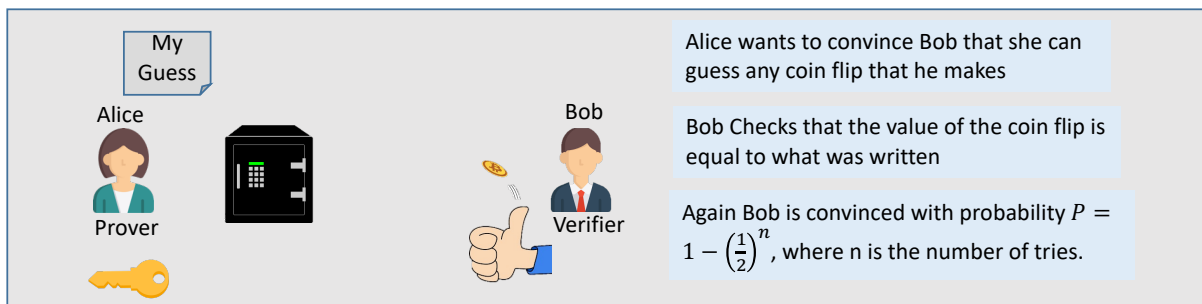 My
Guess
Alice
Prover
Bob
Verifier
Alice wants to convince Bob that she can
guess any coin flip that he makes
Bob Checks that the value of the coin flip is
equal to what was written
Again Bob is convinced with probability P =
1 − (1/2)^n, where n is the number of tries.